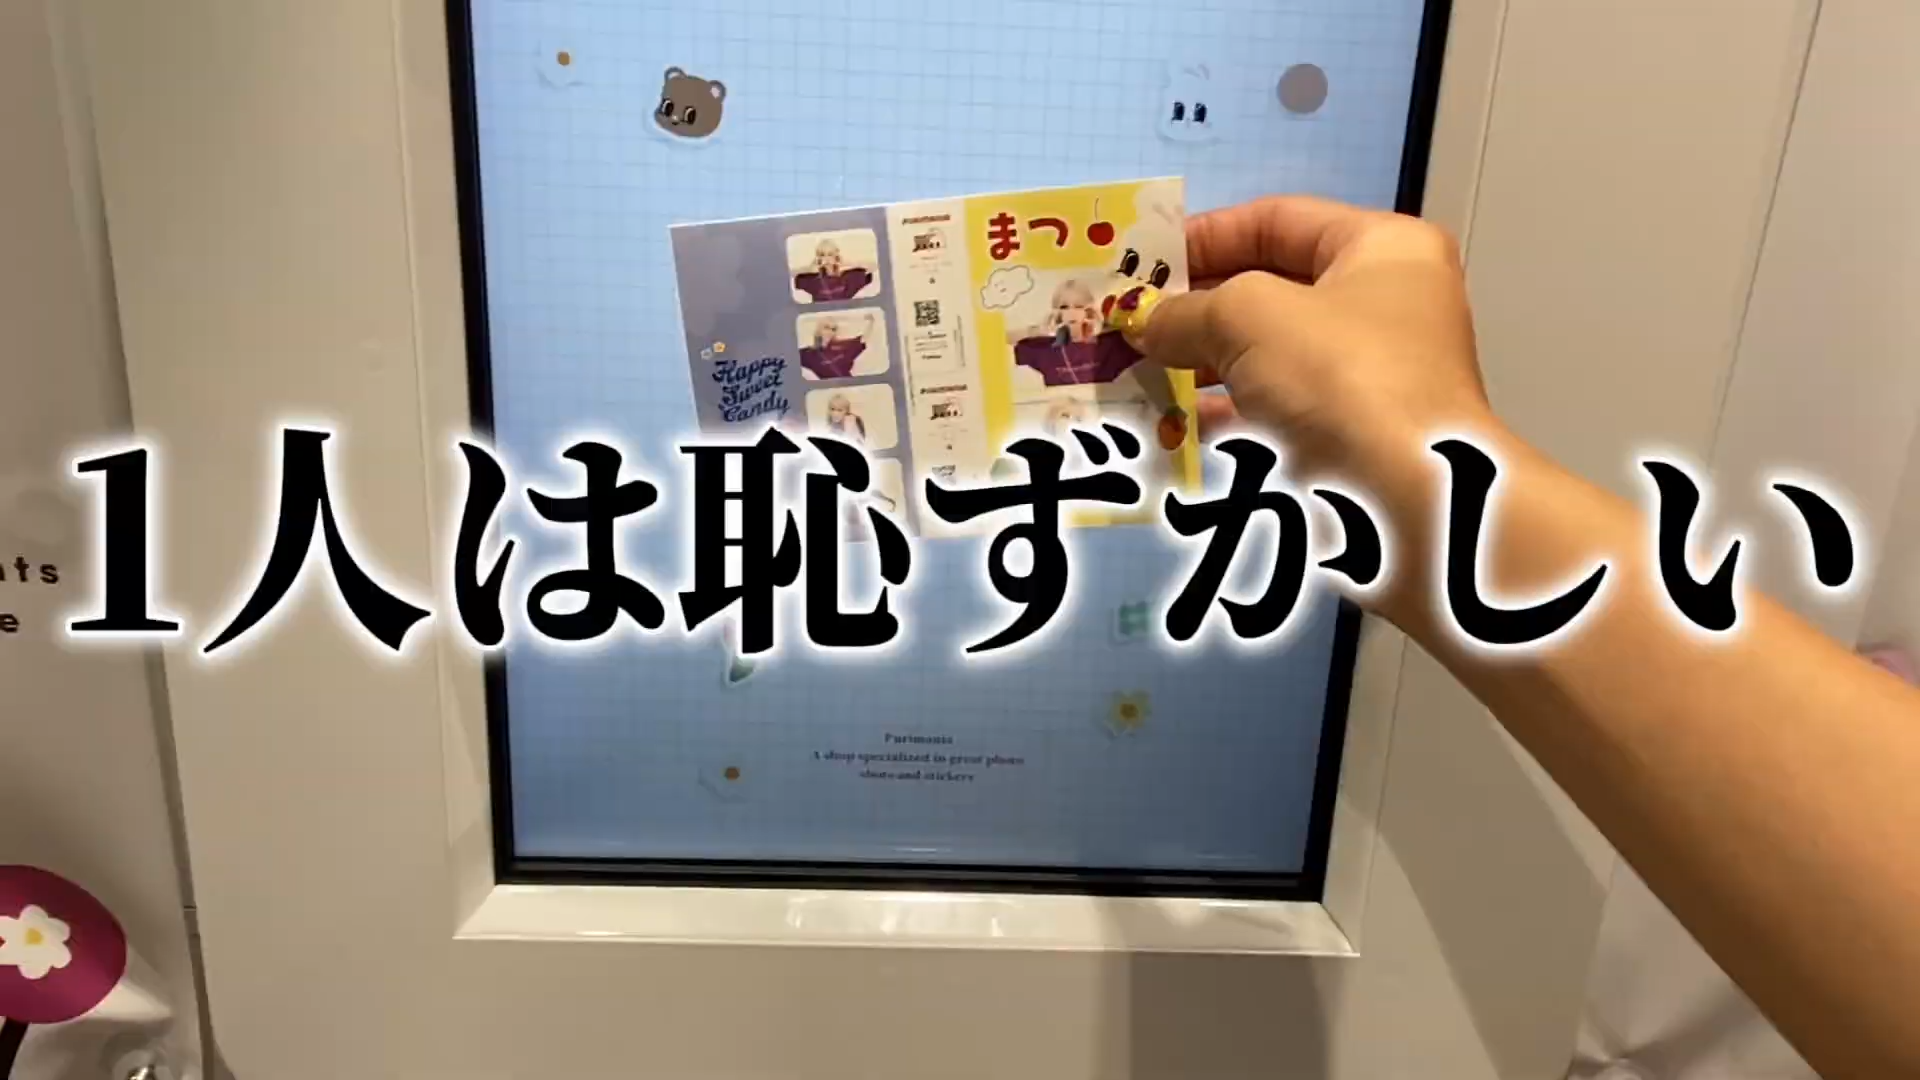 まつ
Happy
Sweet
Candy
1人は恥ずかしい
Purimania
A shop specialized in great photo
shoto and stickers